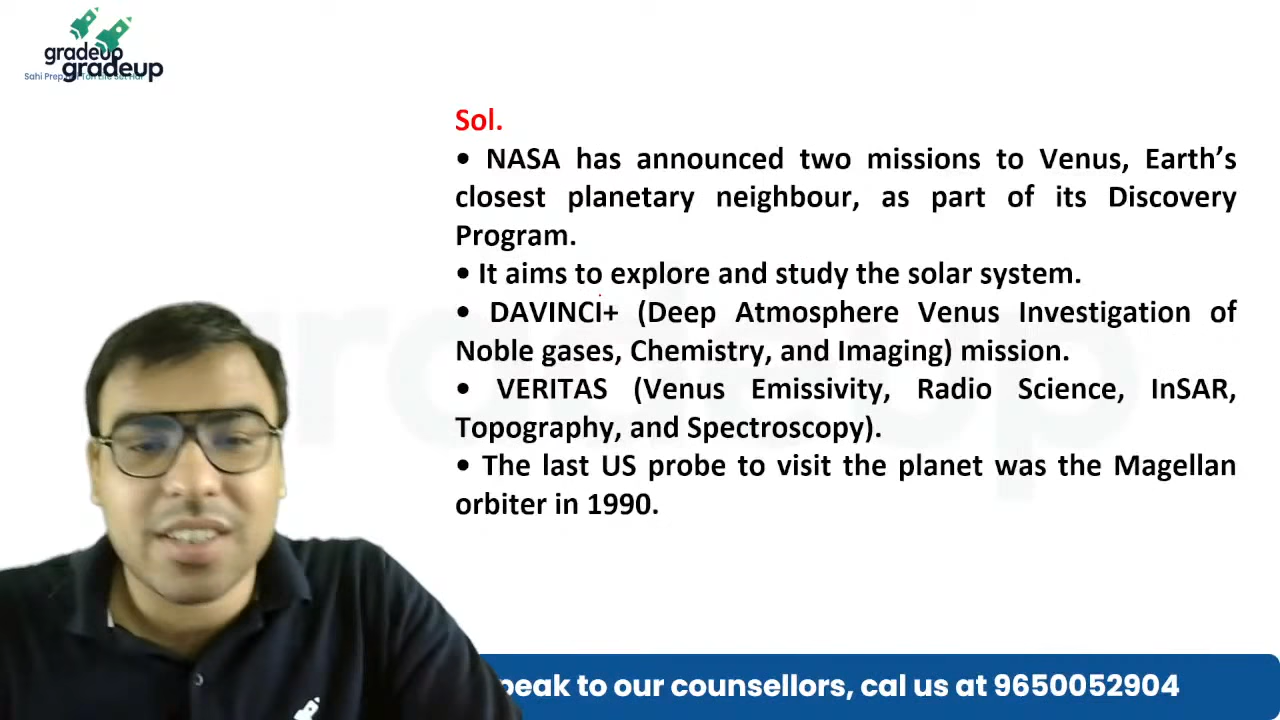 gradeup
gradeup
Sahi Prep
Sol.
• NASA has announced two missions to Venus, Earth’s
closest planetary neighbour, as part of its Discovery
Program.
• It aims to explore and study the solar system.
• DAVINCI+ (Deep Atmosphere Venus Investigation of
Noble gases, Chemistry, and Imaging) mission.
• VERITAS (Venus Emissivity, Radio Science, InSAR,
Topography, and Spectroscopy).
• The last US probe to visit the planet was the Magellan
orbiter in 1990.
peak to our counsellors, cal us at 9650052904